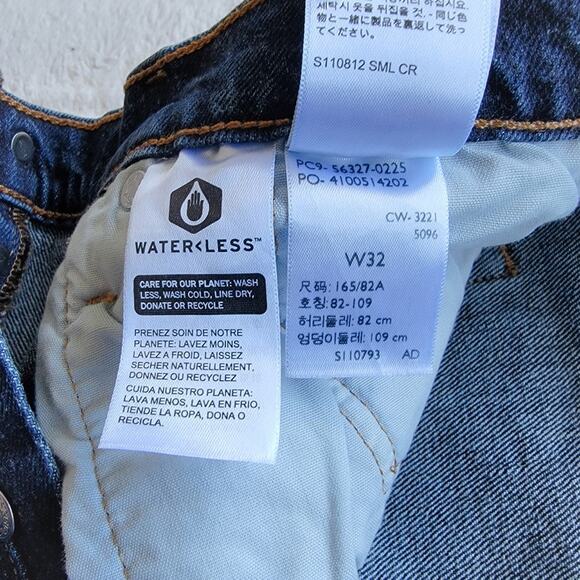 세탁시 옷을 뒤집을 것. - 同じ色
物と一緒に製品を裏返して洗っ
てください。
S110812 SML CR
WATER<LESS™
CARE FOR OUR PLANET: WASH
LESS, WASH COLD, LINE DRY,
DONATE OR RECYCLE
PRENEZ SOIN DE NOTRE
PLANETE: LAVEZ MOINS,
LAVEZ A FROID, LAISSEZ
SECHER NATURELLEMENT,
DONNEZ OU RECYCLEZ
CUIDA NUESTRO PLANETA:
LAVA MENOS, LAVA EN FRIO,
TIENDE LA ROPA, DONA O
RECICLA.
PC9- 56327-0225
PO- 4100514202
CW- 3221
5096
W32
尺码: 165/82A
호칭: 82-109
허리둘레: 82 cm
엉덩이둘레: 109 cm
S110793 AD